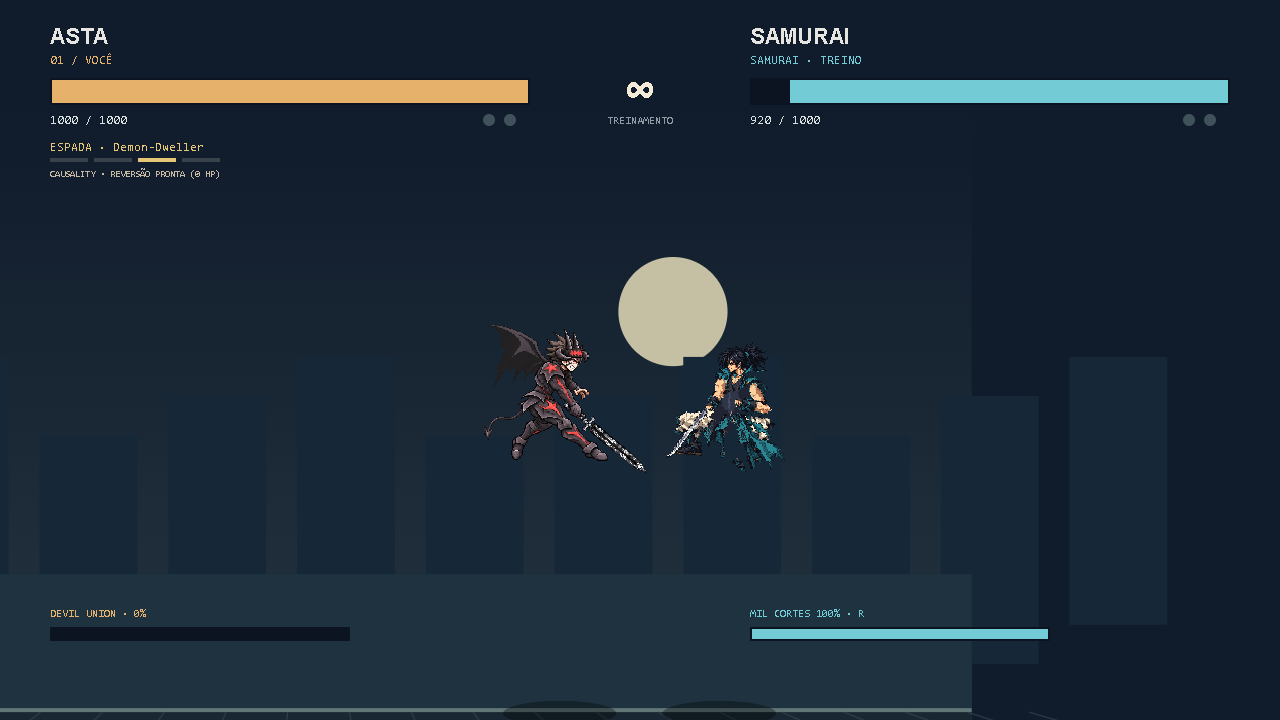 ASTA
01 / VOCÊ
1000 / 1000
ESPADA · Demon-Dweller
CAUSALITY · REVERSÃO PRONTA (0 HP)
∞
TREINAMENTO
SAMURAI
SAMURAI · TREINO
920 / 1000
DEVIL UNION · 0%
MIL CORTES 100% · R